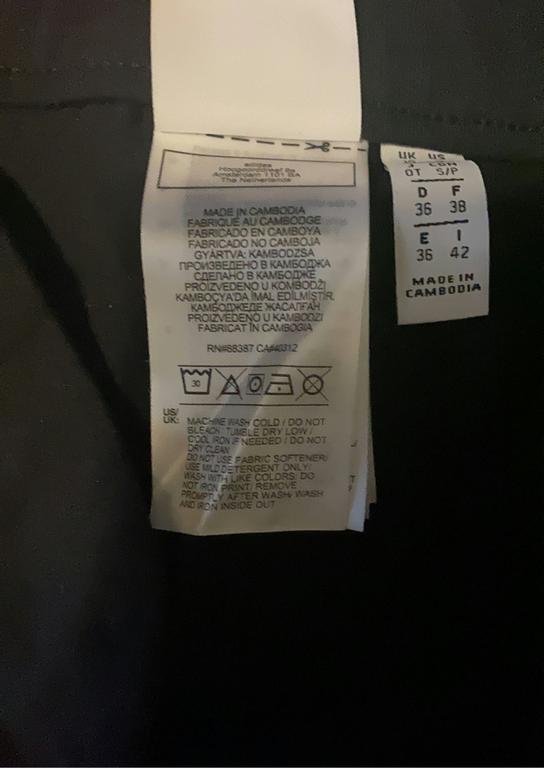 adidas
Hoogoorddreef 9a
Amsterdam 1101 BA
The Netherlands
MADE IN CAMBODIA
FABRIQUÉ AU CAMBODGE
FABRICADO EN CAMBOYA
FABRICADO NO CAMBOJA
GYÁRTVA: KAMBODZSA
ПРОИЗВЕДЕНО В КАМБОДЖА
СДЕЛАНО В КАМБОДЖЕ
PROIZVEDENO U KOMBODŽI
KAMBOÇYA'DA İMAL EDİLMİŞTİR.
КАМБОДЖЕДЕ ЖАСАЛҒАН
PROIZVEDENO U KAMBODŽI
FABRICAT ÎN CAMBOGIA
RN#88387 CA#40312
30
US/
UK: MACHINE WASH COLD / DO NOT
BLEACH / TUMBLE DRY LOW /
COOL IRON IF NEEDED / DO NOT
DRY CLEAN
DO NOT USE FABRIC SOFTENER/
USE MILD DETERGENT ONLY/
WASH WITH LIKE COLORS/ DO
NOT IRON PRINT/ REMOVE
PROMPTLY AFTER WASH/ WASH
AND IRON INSIDE OUT
UK US
OT S/P
D F
36 38
E I
36 42
MADE IN
CAMBODIA